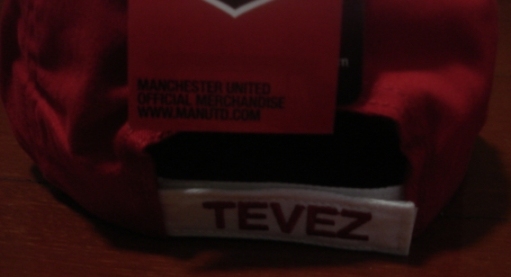 MANCHESTER UNITED
OFFICIAL MERCHANDISE
WWW.MANUTD.COM
TEVEZ